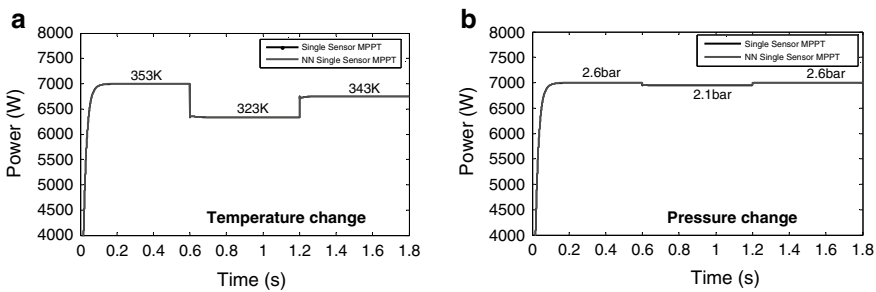 a
8000
7500
7000
6500
6000
5500
5000
4500
4000
Power (W)
Single Sensor MPPT
NN Single Sensor MPPT
353K
323K
343K
Temperature change
0 0.2 0.4 0.6 0.8 1 1.2 1.4 1.6 1.8
Time (s)
b
8000
7500
7000
6500
6000
5500
5000
4500
4000
Power (W)
Single Sensor MPPT
NN Single Sensor MPPT
2.6bar
2.1bar
2.6bar
Pressure change
0 0.2 0.4 0.6 0.8 1 1.2 1.4 1.6 1.8
Time (s)